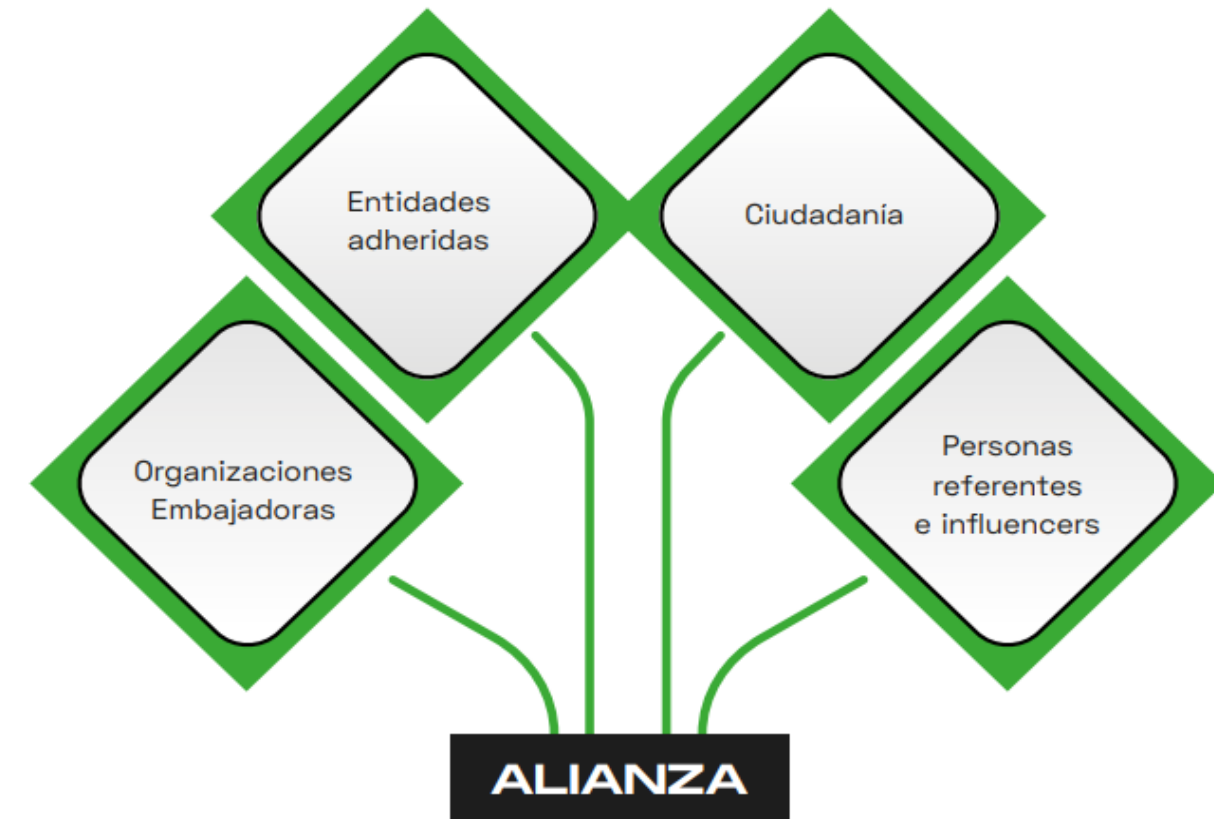 Entidades
adheridas
Ciudadanía
Organizaciones
Embajadoras
Personas
referentes
e influencers
ALIANZA